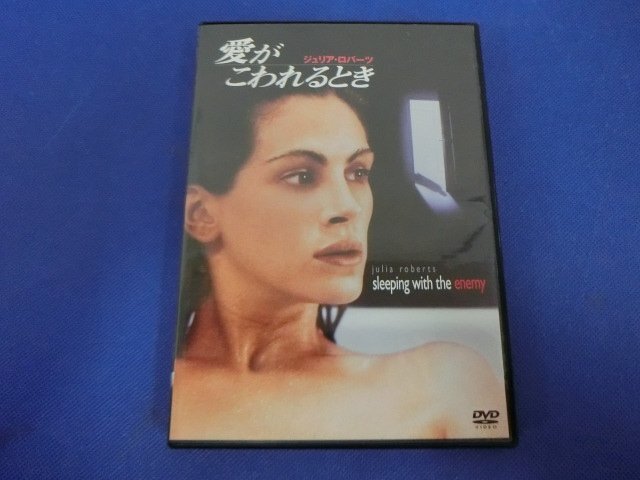 愛が
ジュリア・ロバーツ
こわれるとき
julia roberts
sleeping with the enemy
DVD
VIDEO